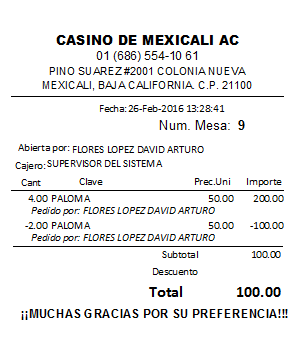 CASINO DE MEXICALI AC
01 (686) 554-10 61
PINO SUAREZ #2001 COLONIA NUEVA
MEXICALI, BAJA CALIFORNIA. C.P. 21100
Fecha: 26-Feb-2016 13:28:41
Num. Mesa: 9
Abierta por: FLORES LOPEZ DAVID ARTURO
Cajero: SUPERVISOR DEL SISTEMA
Cant Clave Prec.Uni Importe
4.00 PALOMA 50.00 200.00
Pedido por: FLORES LOPEZ DAVID ARTURO
-2.00 PALOMA 50.00 -100.00
Pedido por: FLORES LOPEZ DAVID ARTURO
Subtotal 100.00
Descuento
Total 100.00
¡¡MUCHAS GRACIAS POR SU PREFERENCIA!!!